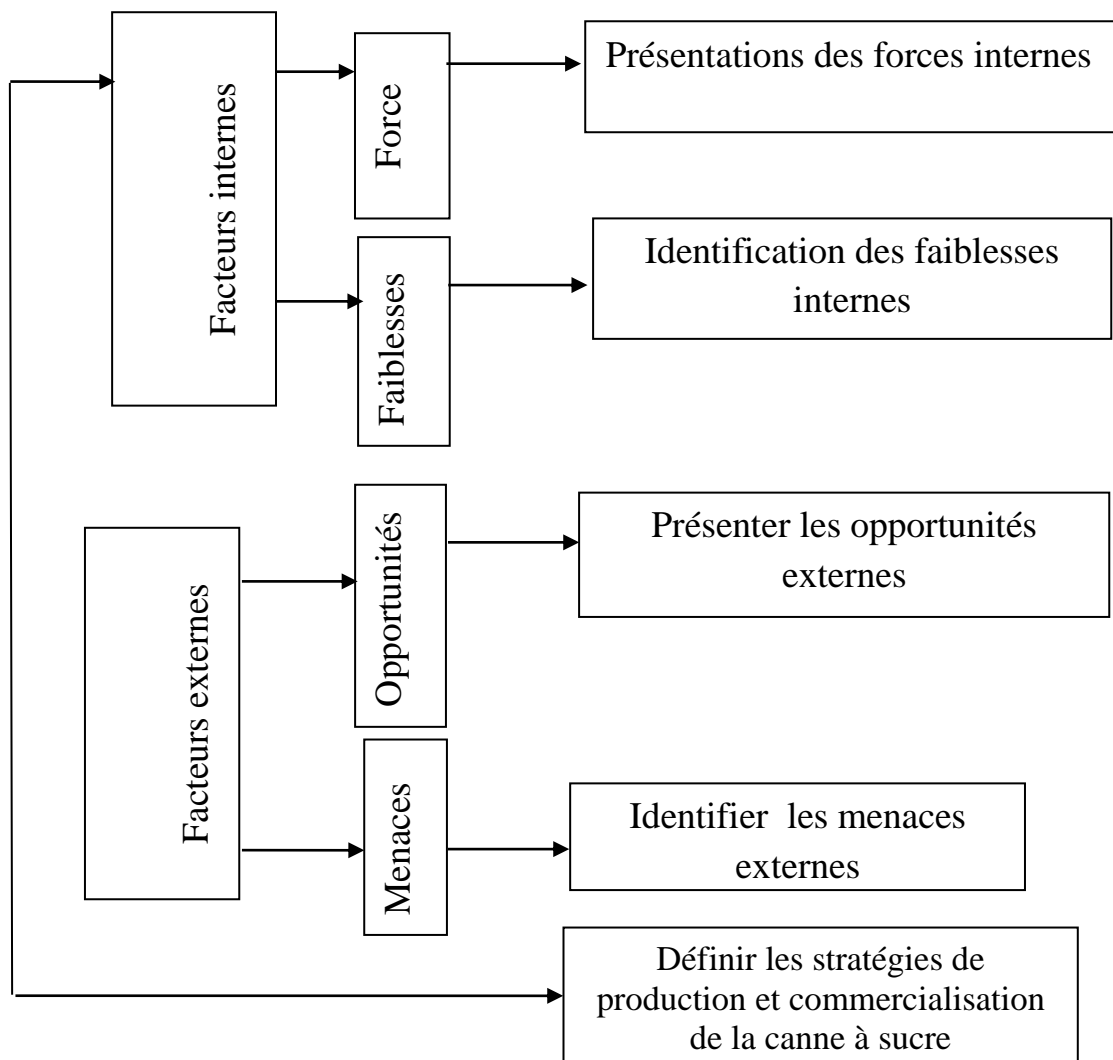 Facteurs internes
Force
Présentations des forces internes
Faiblesses
Identification des faiblesses
internes
Facteurs externes
Opportunités
Présenter les opportunités
externes
Menaces
Identifier  les menaces
externes
Définir les stratégies de
production et commercialisation
de la canne à sucre